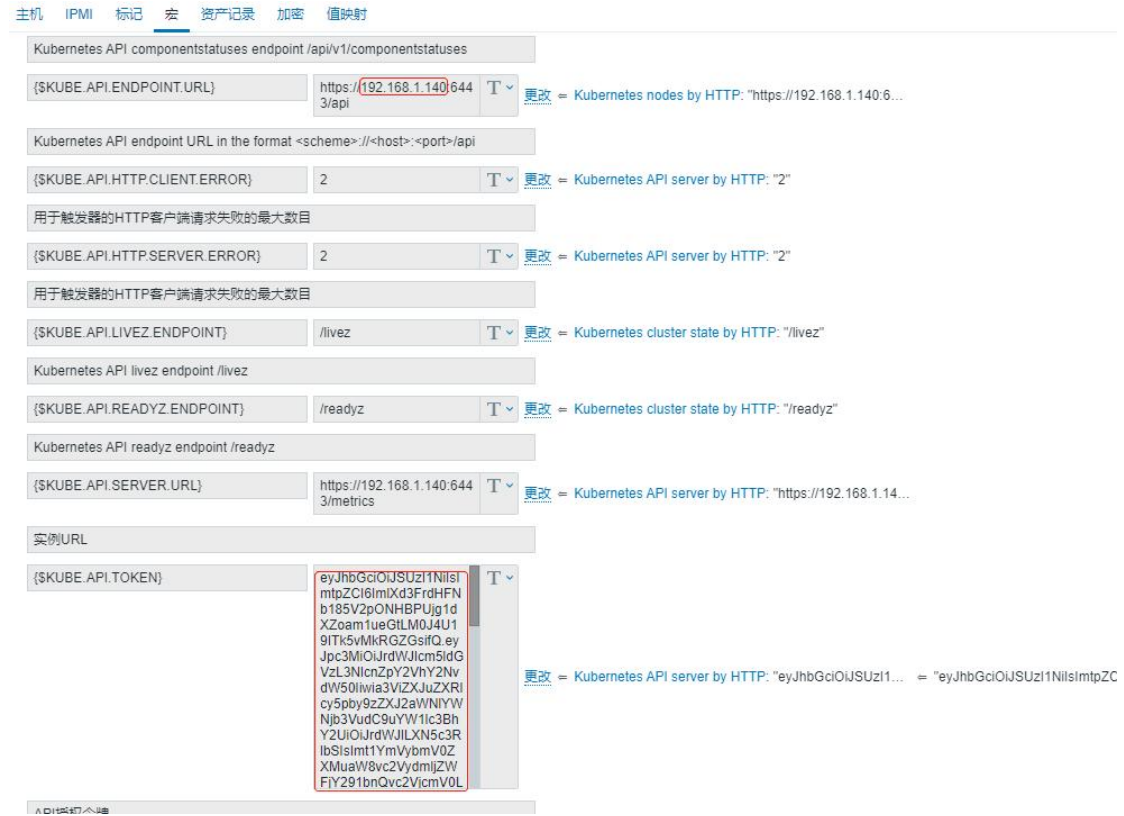 主机 IPMI 标记 宏 资产记录 加密 值映射
Kubernetes API componentstatuses endpoint /api/v1/componentstatuses
{$KUBE.API.ENDPOINT.URL} https://192.168.1.140:644 T 更改 ⇐ Kubernetes nodes by HTTP: "https://192.168.1.140:6...
3/api
Kubernetes API endpoint URL in the format <scheme>://<host>:<port>/api
{$KUBE.API.HTTP.CLIENT.ERROR} 2 T 更改 ⇐ Kubernetes API server by HTTP: "2"
用于触发器的HTTP客户端请求失败的最大数目
{$KUBE.API.HTTP.SERVER.ERROR} 2 T 更改 ⇐ Kubernetes API server by HTTP: "2"
用于触发器的HTTP客户端请求失败的最大数目
{$KUBE.API.LIVEZ.ENDPOINT} /livez T 更改 ⇐ Kubernetes cluster state by HTTP: "/livez"
Kubernetes API livez endpoint /livez
{$KUBE.API.READYZ.ENDPOINT} /readyz T 更改 ⇐ Kubernetes cluster state by HTTP: "/readyz"
Kubernetes API readyz endpoint /readyz
{$KUBE.API.SERVER.URL} https://192.168.1.140:644 T 更改 ⇐ Kubernetes API server by HTTP: "https://192.168.1.14...
3/metrics
实例URL
{$KUBE.API.TOKEN} eyJhbGciOiJSUzI1NiIsI T
mtpZCI6ImlXd3FrdHFN
b185V2pONHBPUjg1d
XZoam1ueGtLM0J4U1
9ITk5vMkRGZGsifQ.ey
Jpc3MiOiJrdWJlcm5ldG
VzL3NlcnZpY2VhY2Nv
dW50Iiwia3ViZXJuZXRl 更改 ⇐ Kubernetes API server by HTTP: "eyJhbGciOiJSUzI1... ⇐ "eyJhbGciOiJSUzI1NiIsImtpZC
cy5pby9zZXJ2aWNlYW
Njb3VudC9uYW1lc3Bh
Y2UiOiJrdWJlLXN5c3R
lbSIsImt1YmVybmV0Z
XMuaW8vc2VydmljZW
FjY291bnQvc2VjcmV0L
API授权令牌